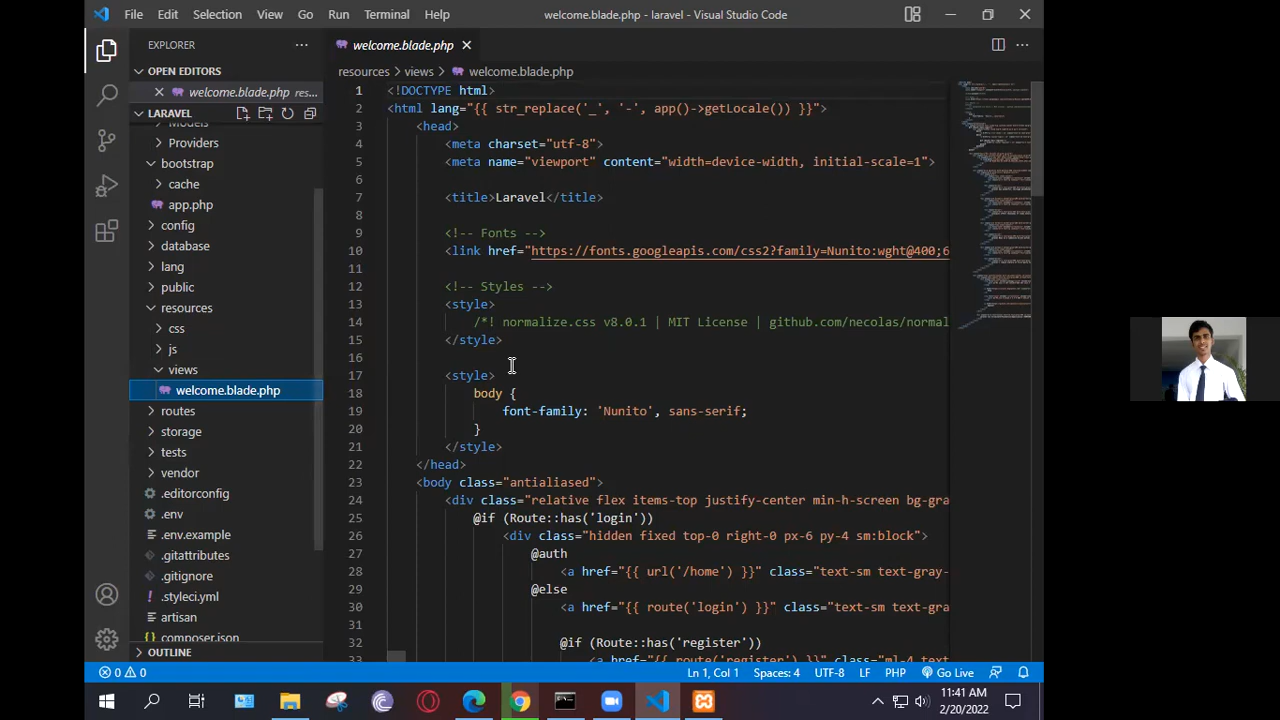 File Edit Selection View Go Run Terminal Help welcome.blade.php - laravel - Visual Studio Code
EXPLORER
OPEN EDITORS
welcome.blade.php res...
LARAVEL
Models
Providers
bootstrap
cache
app.php
config
database
lang
public
resources
css
js
views
welcome.blade.php
routes
storage
tests
vendor
.editorconfig
.env
.env.example
.gitattributes
.gitignore
.styleci.yml
artisan
composer.json
OUTLINE
welcome.blade.php
resources > views > welcome.blade.php
1 <!DOCTYPE html>
2 <html lang="{{ str_replace('_', '-', app()->getLocale()) }}">
3 <head>
4 <meta charset="utf-8">
5 <meta name="viewport" content="width=device-width, initial-scale=1">
6
7 <title>Laravel</title>
8
9 <!-- Fonts -->
10 <link href="https://fonts.googleapis.com/css2?family=Nunito:wght@400;6
11
12 <!-- Styles -->
13 <style>
14 /*! normalize.css v8.0.1 | MIT License | github.com/necolas/normal
15 </style>
16
17 <style>
18 body {
19 font-family: 'Nunito', sans-serif;
20 }
21 </style>
22 </head>
23 <body class="antialiased">
24 <div class="relative flex items-top justify-center min-h-screen bg-gra
25 @if (Route::has('login'))
26 <div class="hidden fixed top-0 right-0 px-6 py-4 sm:block">
27 @auth
28 <a href="{{ url('/home') }}" class="text-sm text-gray-
29 @else
30 <a href="{{ route('login') }}" class="text-sm text-gra
31
32 @if (Route::has('register'))
33 <a href="{{ route('register') }}" class="ml-4 text
0 0 Ln 1, Col 1 Spaces: 4 UTF-8 LF PHP Go Live
11:41 AM
2/20/2022